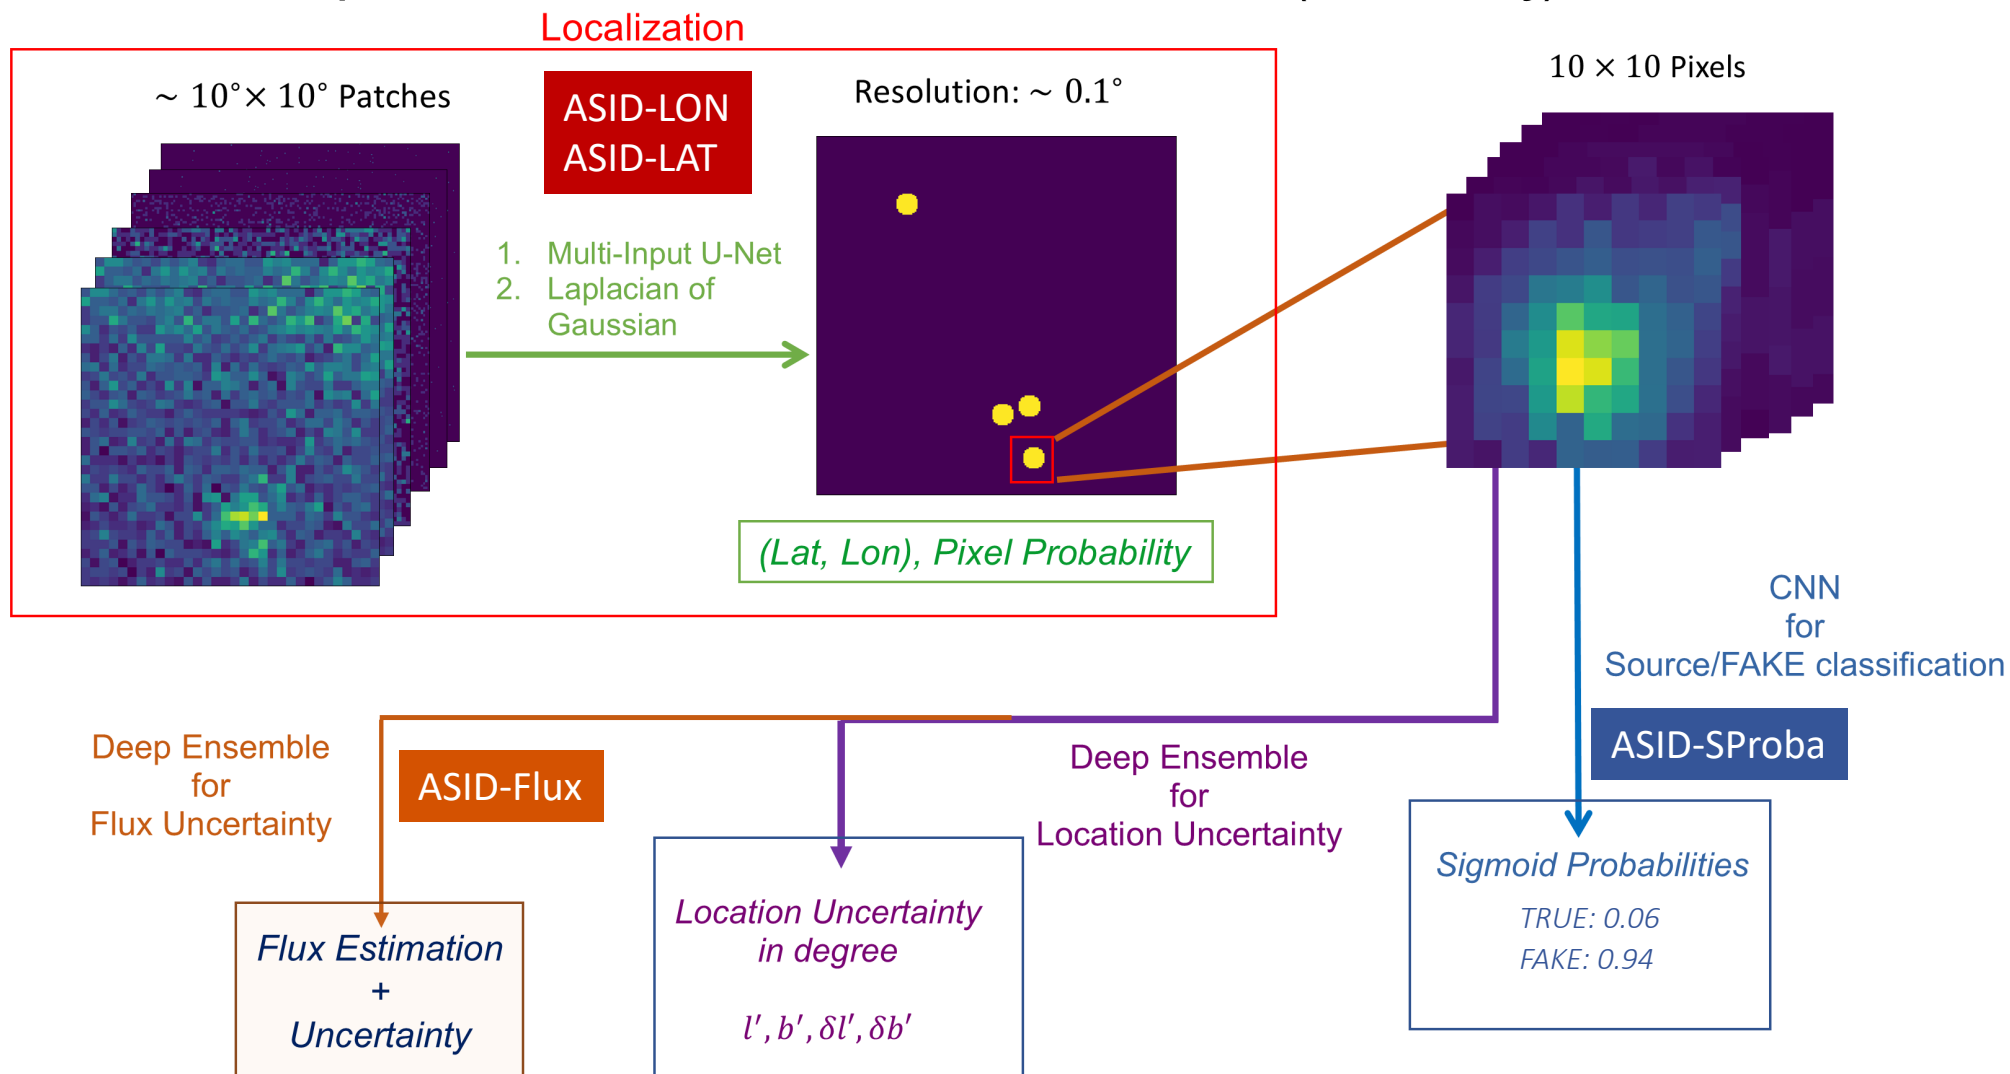 Localization
~ 10°× 10° Patches
ASID-LON
ASID-LAT
Resolution: ~ 0.1°
10 × 10 Pixels
1. Multi-Input U-Net
2. Laplacian of
Gaussian
(Lat, Lon), Pixel Probability
CNN
for
Source/FAKE classification
Deep Ensemble
for
Flux Uncertainty
ASID-Flux
Deep Ensemble
for
Location Uncertainty
ASID-SProba
Flux Estimation
+
Uncertainty
Location Uncertainty
in degree
l′, b′, δl′, δb′
Sigmoid Probabilities
TRUE: 0.06
FAKE: 0.94